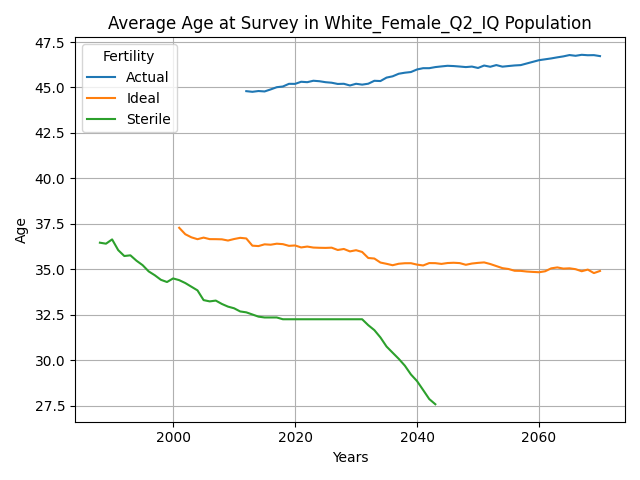 Average Age at Survey in White_Female_Q2_IQ Population
47.5
45.0
42.5
40.0
37.5
35.0
32.5
30.0
27.5
Age
Fertility
Actual
Ideal
Sterile
2000
2020
2040
2060
Years